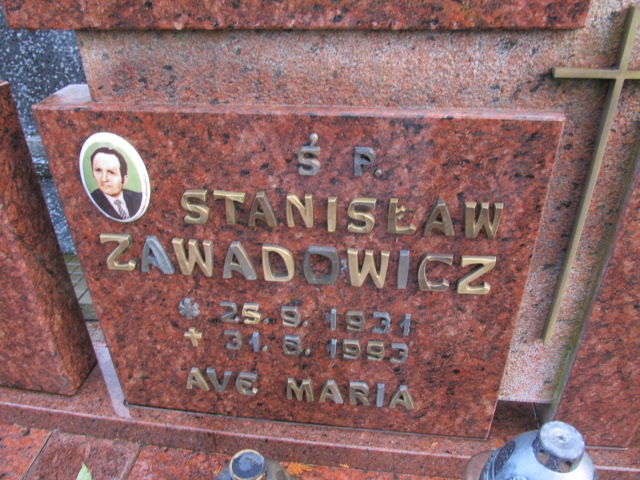 Ś P.
STANISŁAW
ZAWADOWICZ
* 25.9.1931
✝ 31.8.1993
AVE MARIA